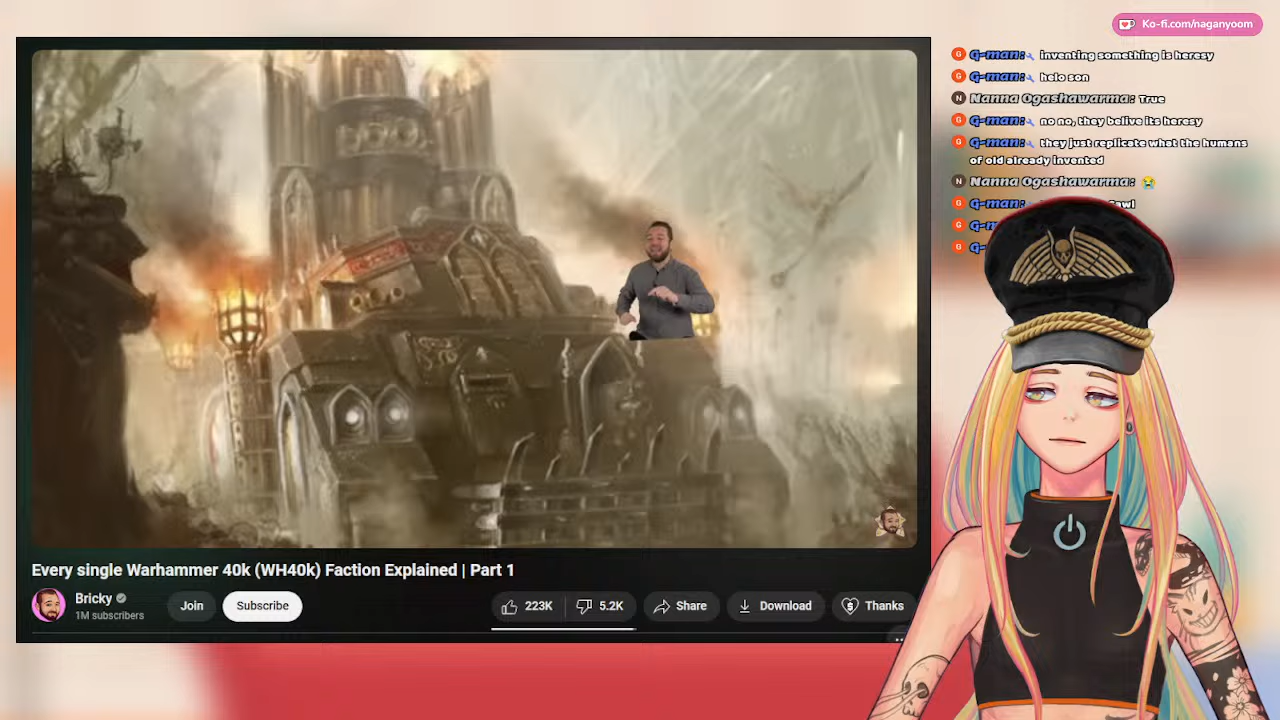 Ko-fi.com/naganyoom
G-man: inventing something is heresy
G-man: helo son
Nanna Ogashawarma: True
G-man: no no, they belive its heresy
G-man: they just replicate what the humans
of old already invented
Nanna Ogashawarma: 😭
G-man: Cawl
G-m
G-
Every single Warhammer 40k (WH40k) Faction Explained | Part 1
Bricky
1M subscribers
Join
Subscribe
223K
5.2K
Share
Download
Thanks